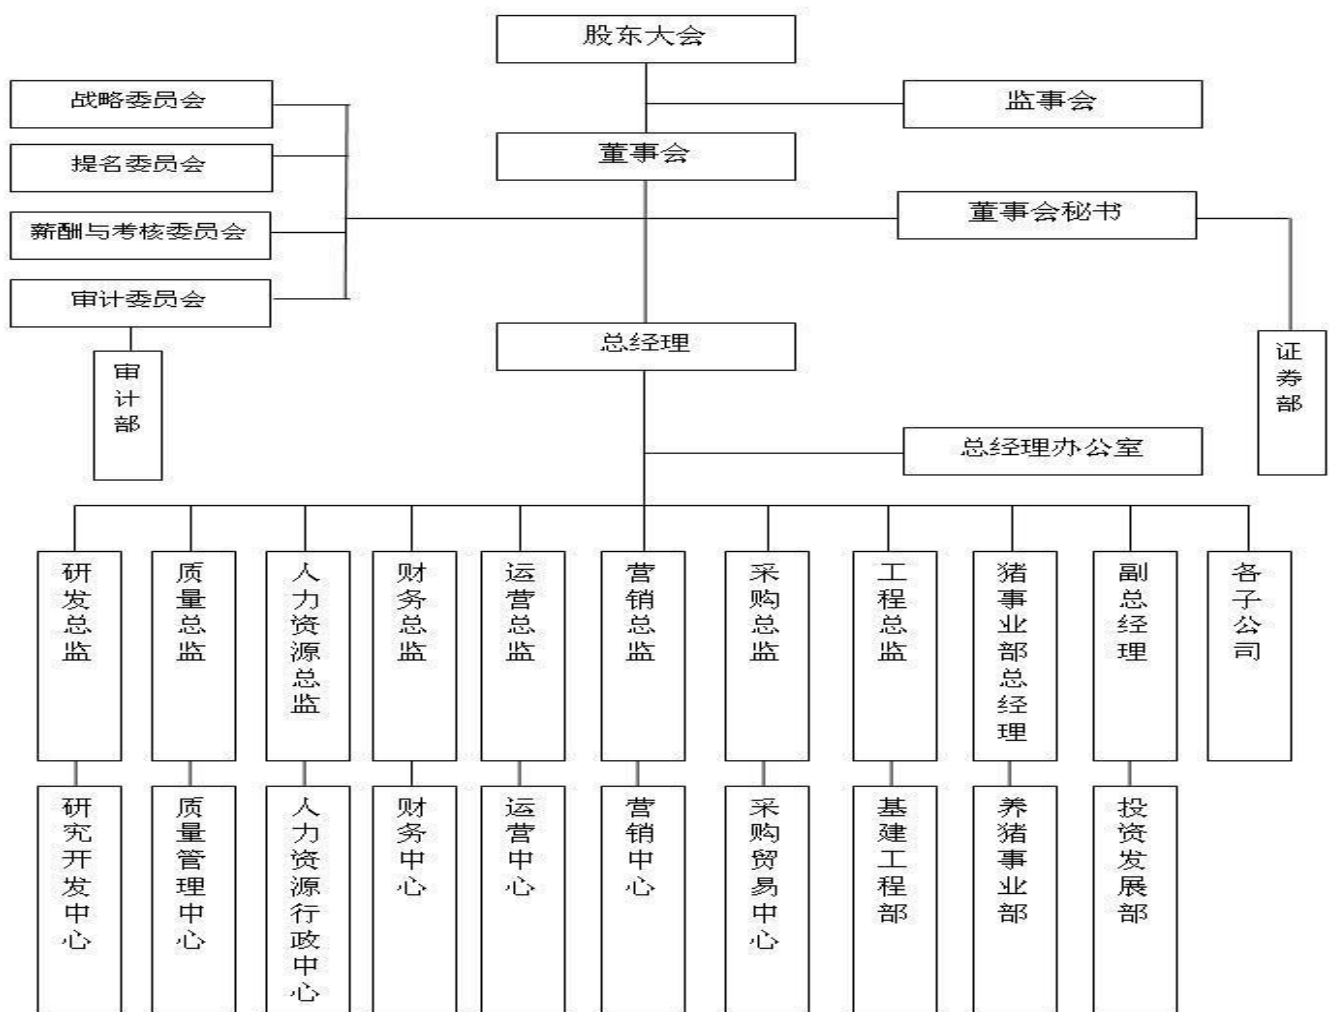 股东大会
战略委员会
监事会
提名委员会
董事会
薪酬与考核委员会
董事会秘书
审计委员会
总经理
审计部
证券部
总经理办公室
研发总监
质量总监
人力资源总监
财务总监
运营总监
营销总监
采购总监
工程总监
猪事业部总经理
副总经理
各子公司
研究开发中心
质量管理中心
人力资源行政中心
财务中心
运营中心
营销中心
采购贸易中心
基建工程部
养猪事业部
投资发展部